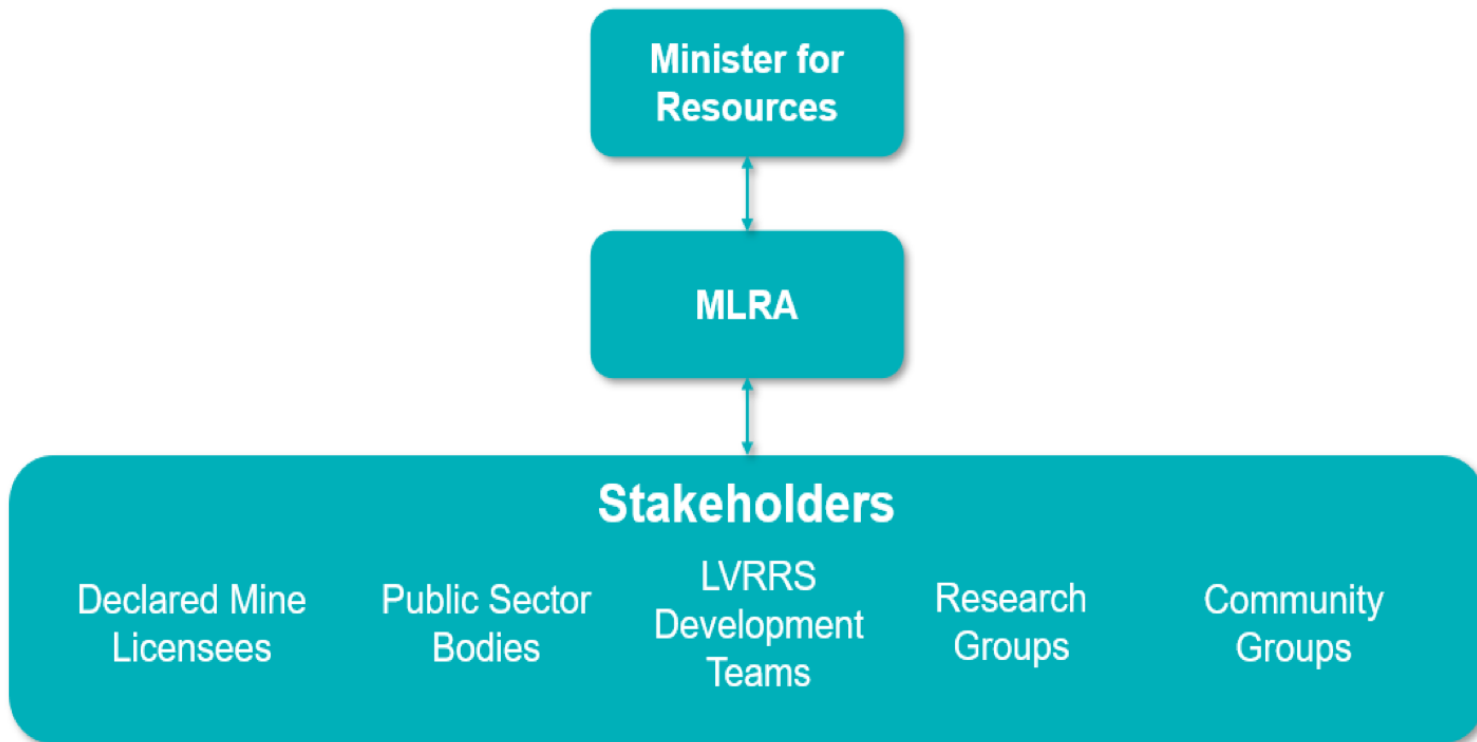 Minister for
Resources
MLRA
Stakeholders
Declared Mine
Licensees
Public Sector
Bodies
LVRRS
Development
Teams
Research
Groups
Community
Groups